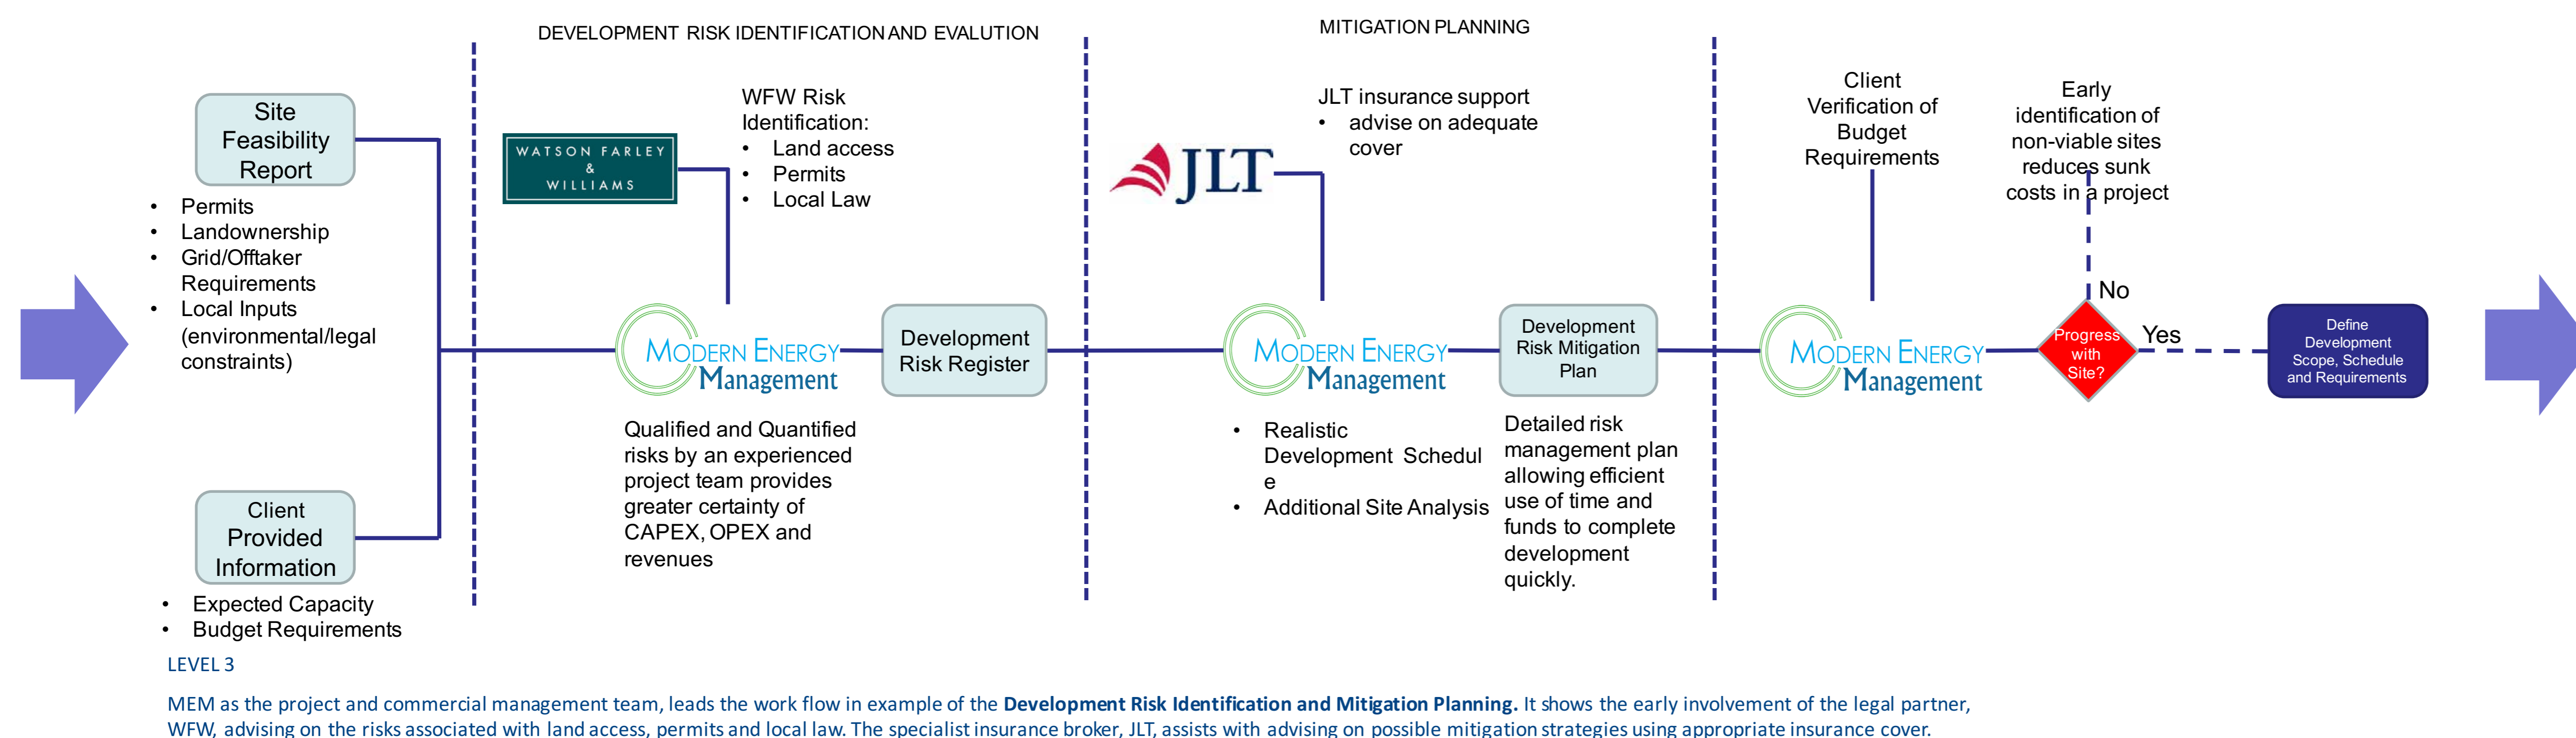 DEVELOPMENT RISK IDENTIFICATION AND EVALUTION
MITIGATION PLANNING
Site
Feasibility
Report
• Permits
• Landownership
• Grid/Offtaker
Requirements
• Local Inputs
(environmental/legal
constraints)
Client
Provided
Information
• Expected Capacity
• Budget Requirements
WATSON FARLEY
&
WILLIAMS
WFW Risk
Identification:
• Land access
• Permits
• Local Law
MODERN ENERGY
Management
Qualified and Quantified
risks by an experienced
project team provides
greater certainty of
CAPEX, OPEX and
revenues
Development
Risk Register
JLT
JLT insurance support
• advise on adequate
cover
MODERN ENERGY
Management
• Realistic
Development Schedul
e
• Additional Site Analysis
Development
Risk Mitigation
Plan
Detailed risk
management plan
allowing efficient
use of time and
funds to complete
development
quickly.
Client
Verification of
Budget
Requirements
MODERN ENERGY
Management
Early
identification of
non-viable sites
reduces sunk
costs in a project
No
Progress
with
Site?
Yes
Define
Development
Scope, Schedule
and Requirements
LEVEL 3
MEM as the project and commercial management team, leads the work flow in example of the Development Risk Identification and Mitigation Planning. It shows the early involvement of the legal partner,
WFW, advising on the risks associated with land access, permits and local law. The specialist insurance broker, JLT, assists with advising on possible mitigation strategies using appropriate insurance cover.